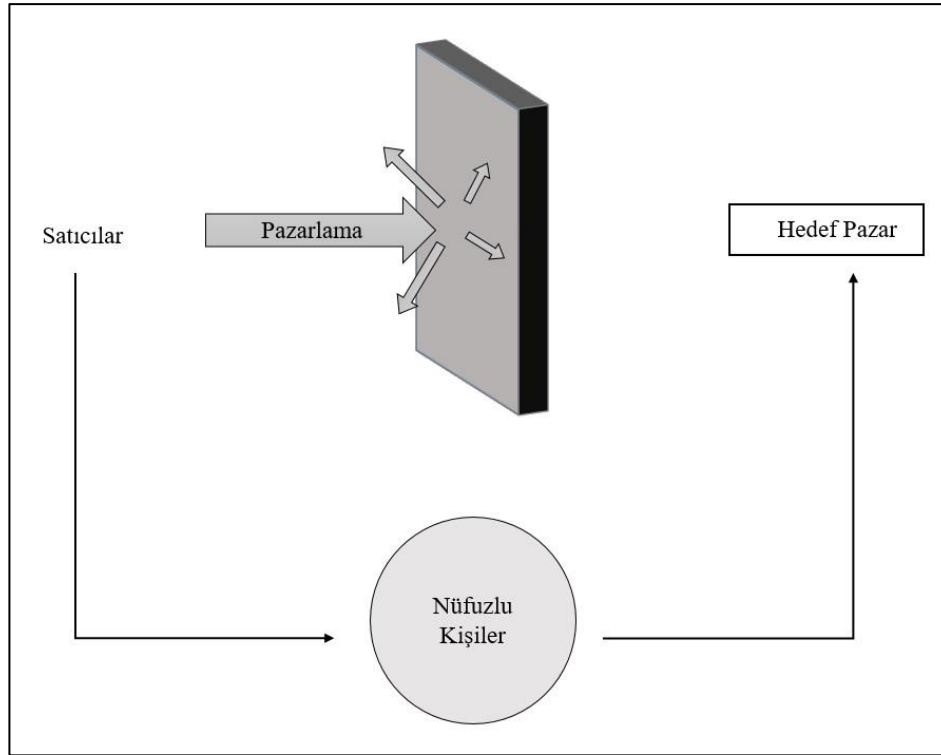 Satıcılar
Pazarlama
Hedef Pazar
Nüfuzlu
Kişiler